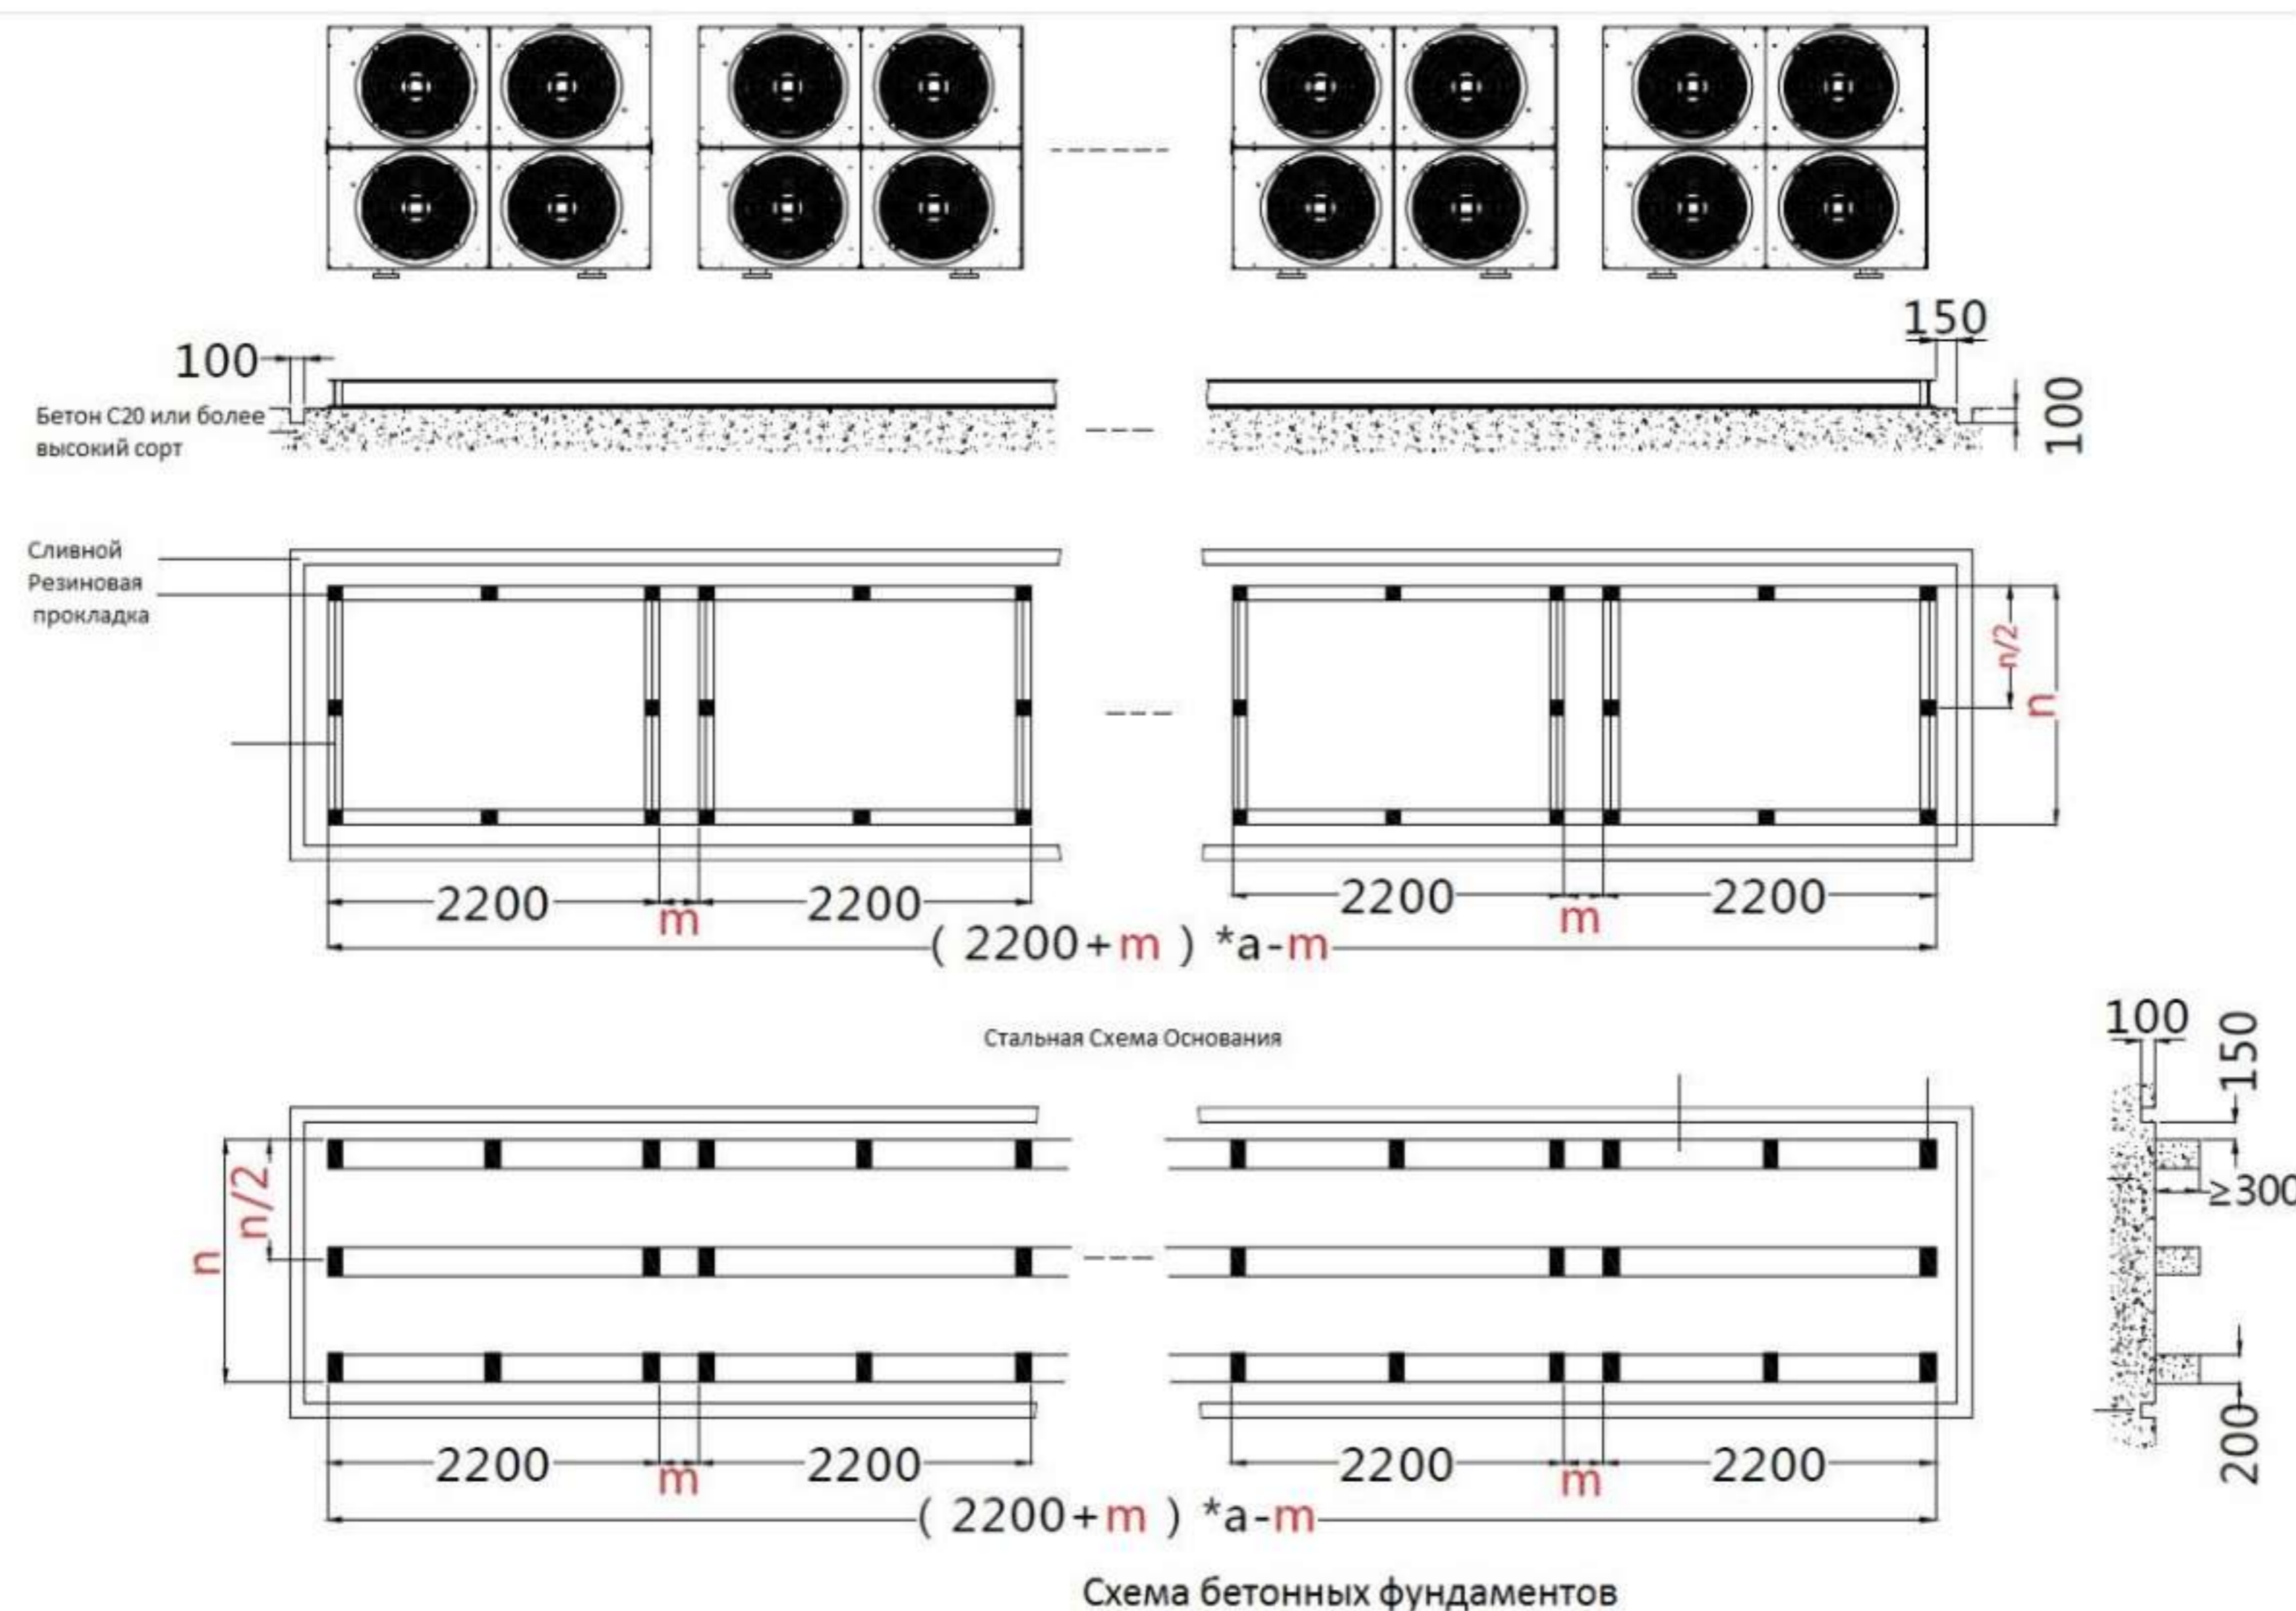 150
100
100
Бетон C20 или более
высокий сорт
Сливной
Резиновая
прокладка
n/2
n
2200
m
2200
2200
m
2200
( 2200+m ) *a-m
Стальная Схема Основания
100
150
n/2
n
≥300
200
2200
m
2200
2200
m
2200
( 2200+m ) *a-m
Схема бетонных фундаментов